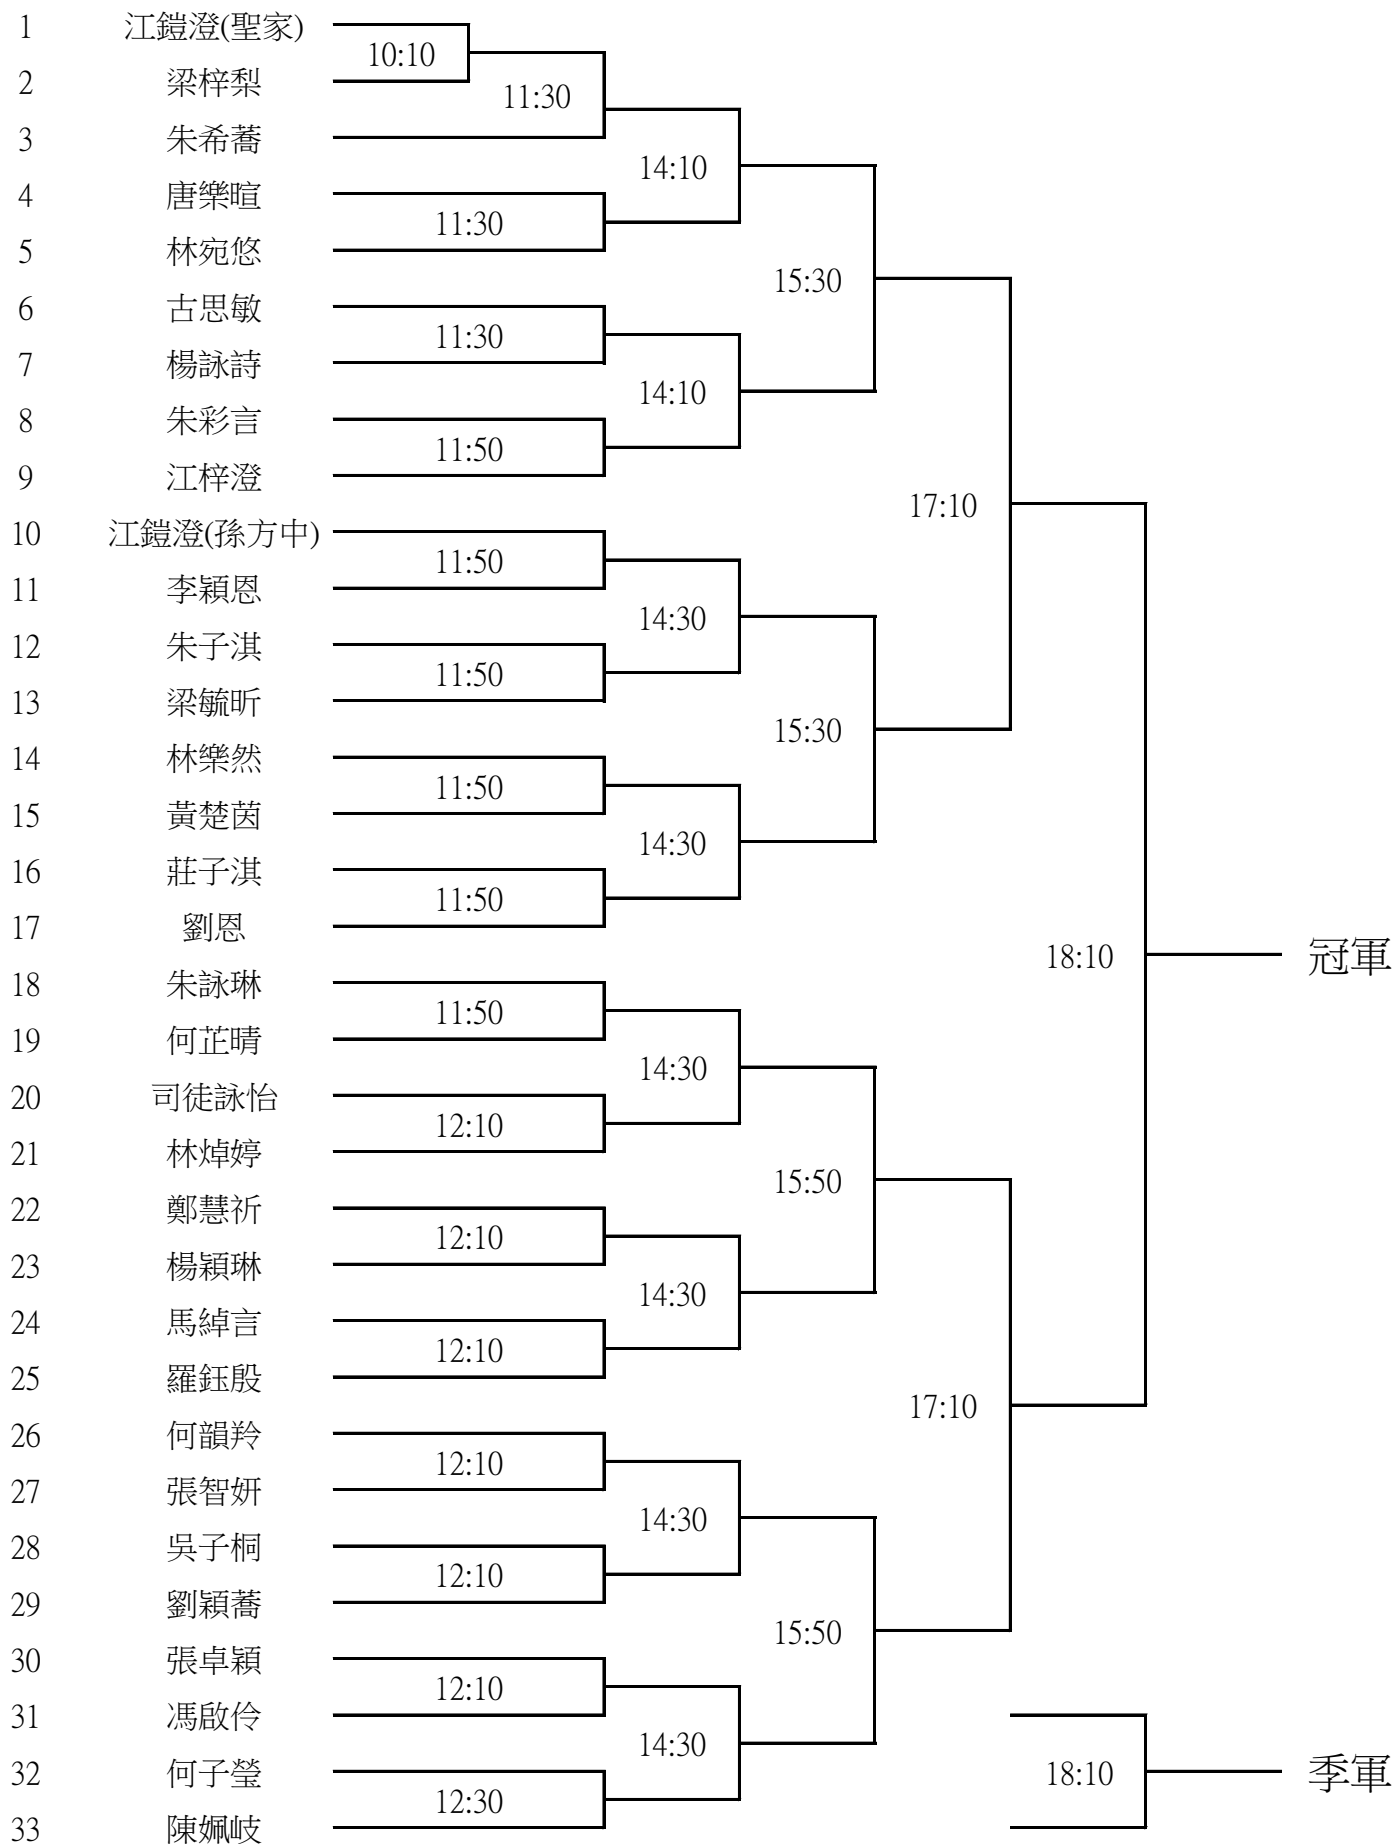 1 江鎧澄(聖家)
10:10
2 梁梓梨
11:30
3 朱希蕎
14:10
4 唐樂暄
11:30
5 林宛悠
15:30
6 古思敏
11:30
7 楊詠詩
14:10
8 朱彩言
11:50
9 江梓澄
17:10
10 江鎧澄(孫方中)
11:50
11 李穎恩
14:30
12 朱子淇
11:50
13 梁毓昕
15:30
14 林樂然
11:50
15 黃楚茵
14:30
16 莊子淇
11:50
17 劉恩
18:10 冠軍
18 朱詠琳
11:50
19 何芷晴
14:30
20 司徒詠怡
12:10
21 林焯婷
15:50
22 鄭慧祈
12:10
23 楊穎琳
14:30
24 馬綽言
12:10
25 羅鈺殷
17:10
26 何韻羚
12:10
27 張智妍
14:30
28 吳子桐
12:10
29 劉穎蕎
15:50
30 張卓穎
12:10
31 馮啟伶
14:30
32 何子瑩
18:10 季軍
12:30
33 陳姵岐